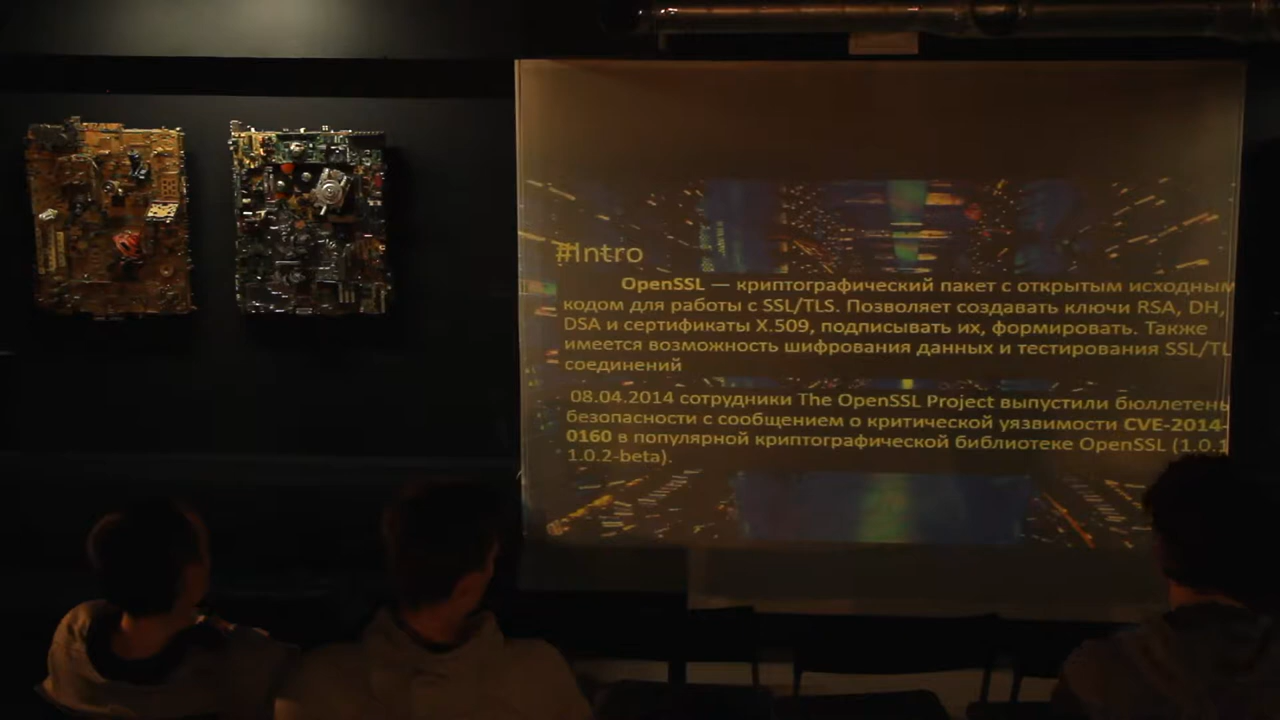 #Intro
OpenSSL — криптографический пакет с открытым исходным
кодом для работы с SSL/TLS. Позволяет создавать ключи RSA, DH,
DSA и сертификаты X.509, подписывать их, формировать. Также
имеется возможность шифрования данных и тестирования SSL/TL
соединений
08.04.2014 сотрудники The OpenSSL Project выпустили бюллетень
безопасности с сообщением о критической уязвимости CVE-2014-
0160 в популярной криптографической библиотеке OpenSSL (1.0.1
1.0.2-beta).